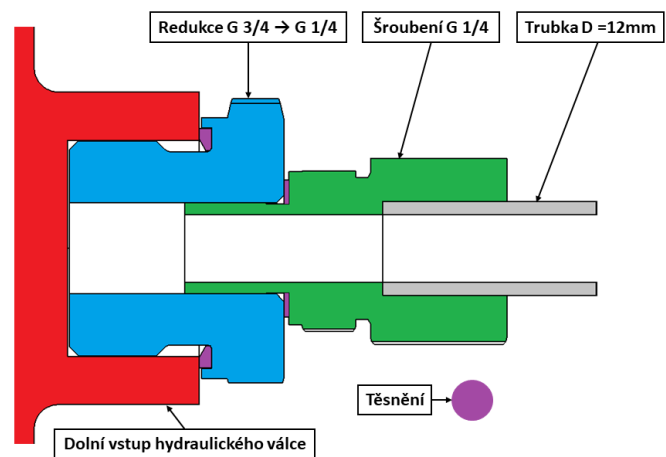 Redukce G 3/4 → G 1/4
Šroubení G 1/4
Trubka D =12mm
Těsnění
Dolní vstup hydraulického válce